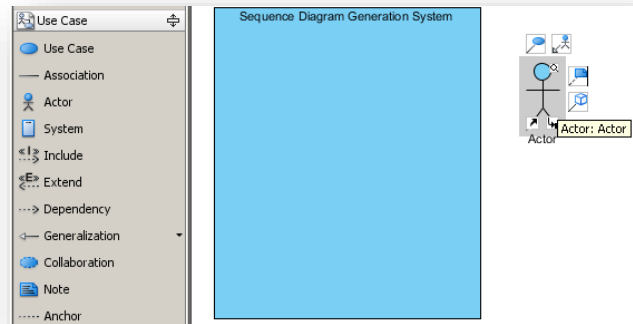 Use Case
Use Case
Association
Actor
System
<<I>> Include
<<E>> Extend
Dependency
Generalization
Collaboration
Note
Anchor
Sequence Diagram Generation System
Actor
Actor: Actor